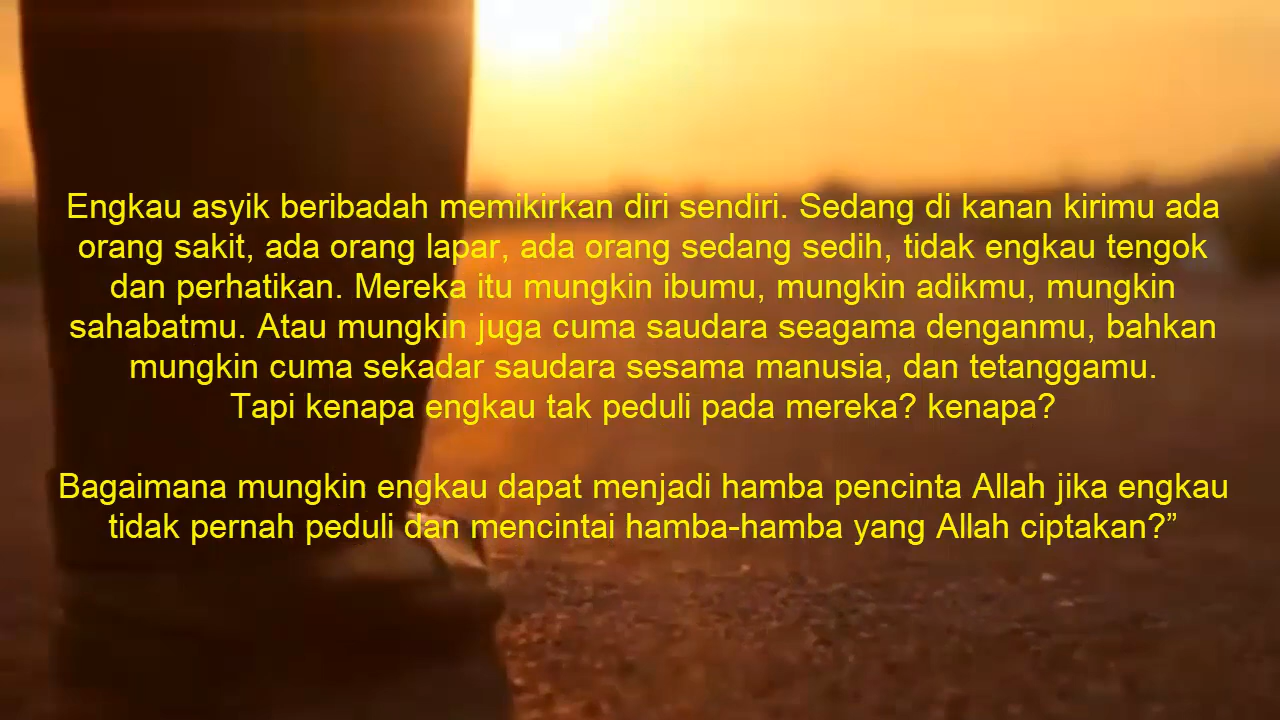 Engkau asyik beribadah memikirkan diri sendiri. Sedang di kanan kirimu ada
orang sakit, ada orang lapar, ada orang sedang sedih, tidak engkau tengok
dan perhatikan. Mereka itu mungkin ibumu, mungkin adikmu, mungkin
sahabatmu. Atau mungkin juga cuma saudara seagama denganmu, bahkan
mungkin cuma sekadar saudara sesama manusia, dan tetanggamu.
Tapi kenapa engkau tak peduli pada mereka? kenapa?
Bagaimana mungkin engkau dapat menjadi hamba pencinta Allah jika engkau
tidak pernah peduli dan mencintai hamba-hamba yang Allah ciptakan?”